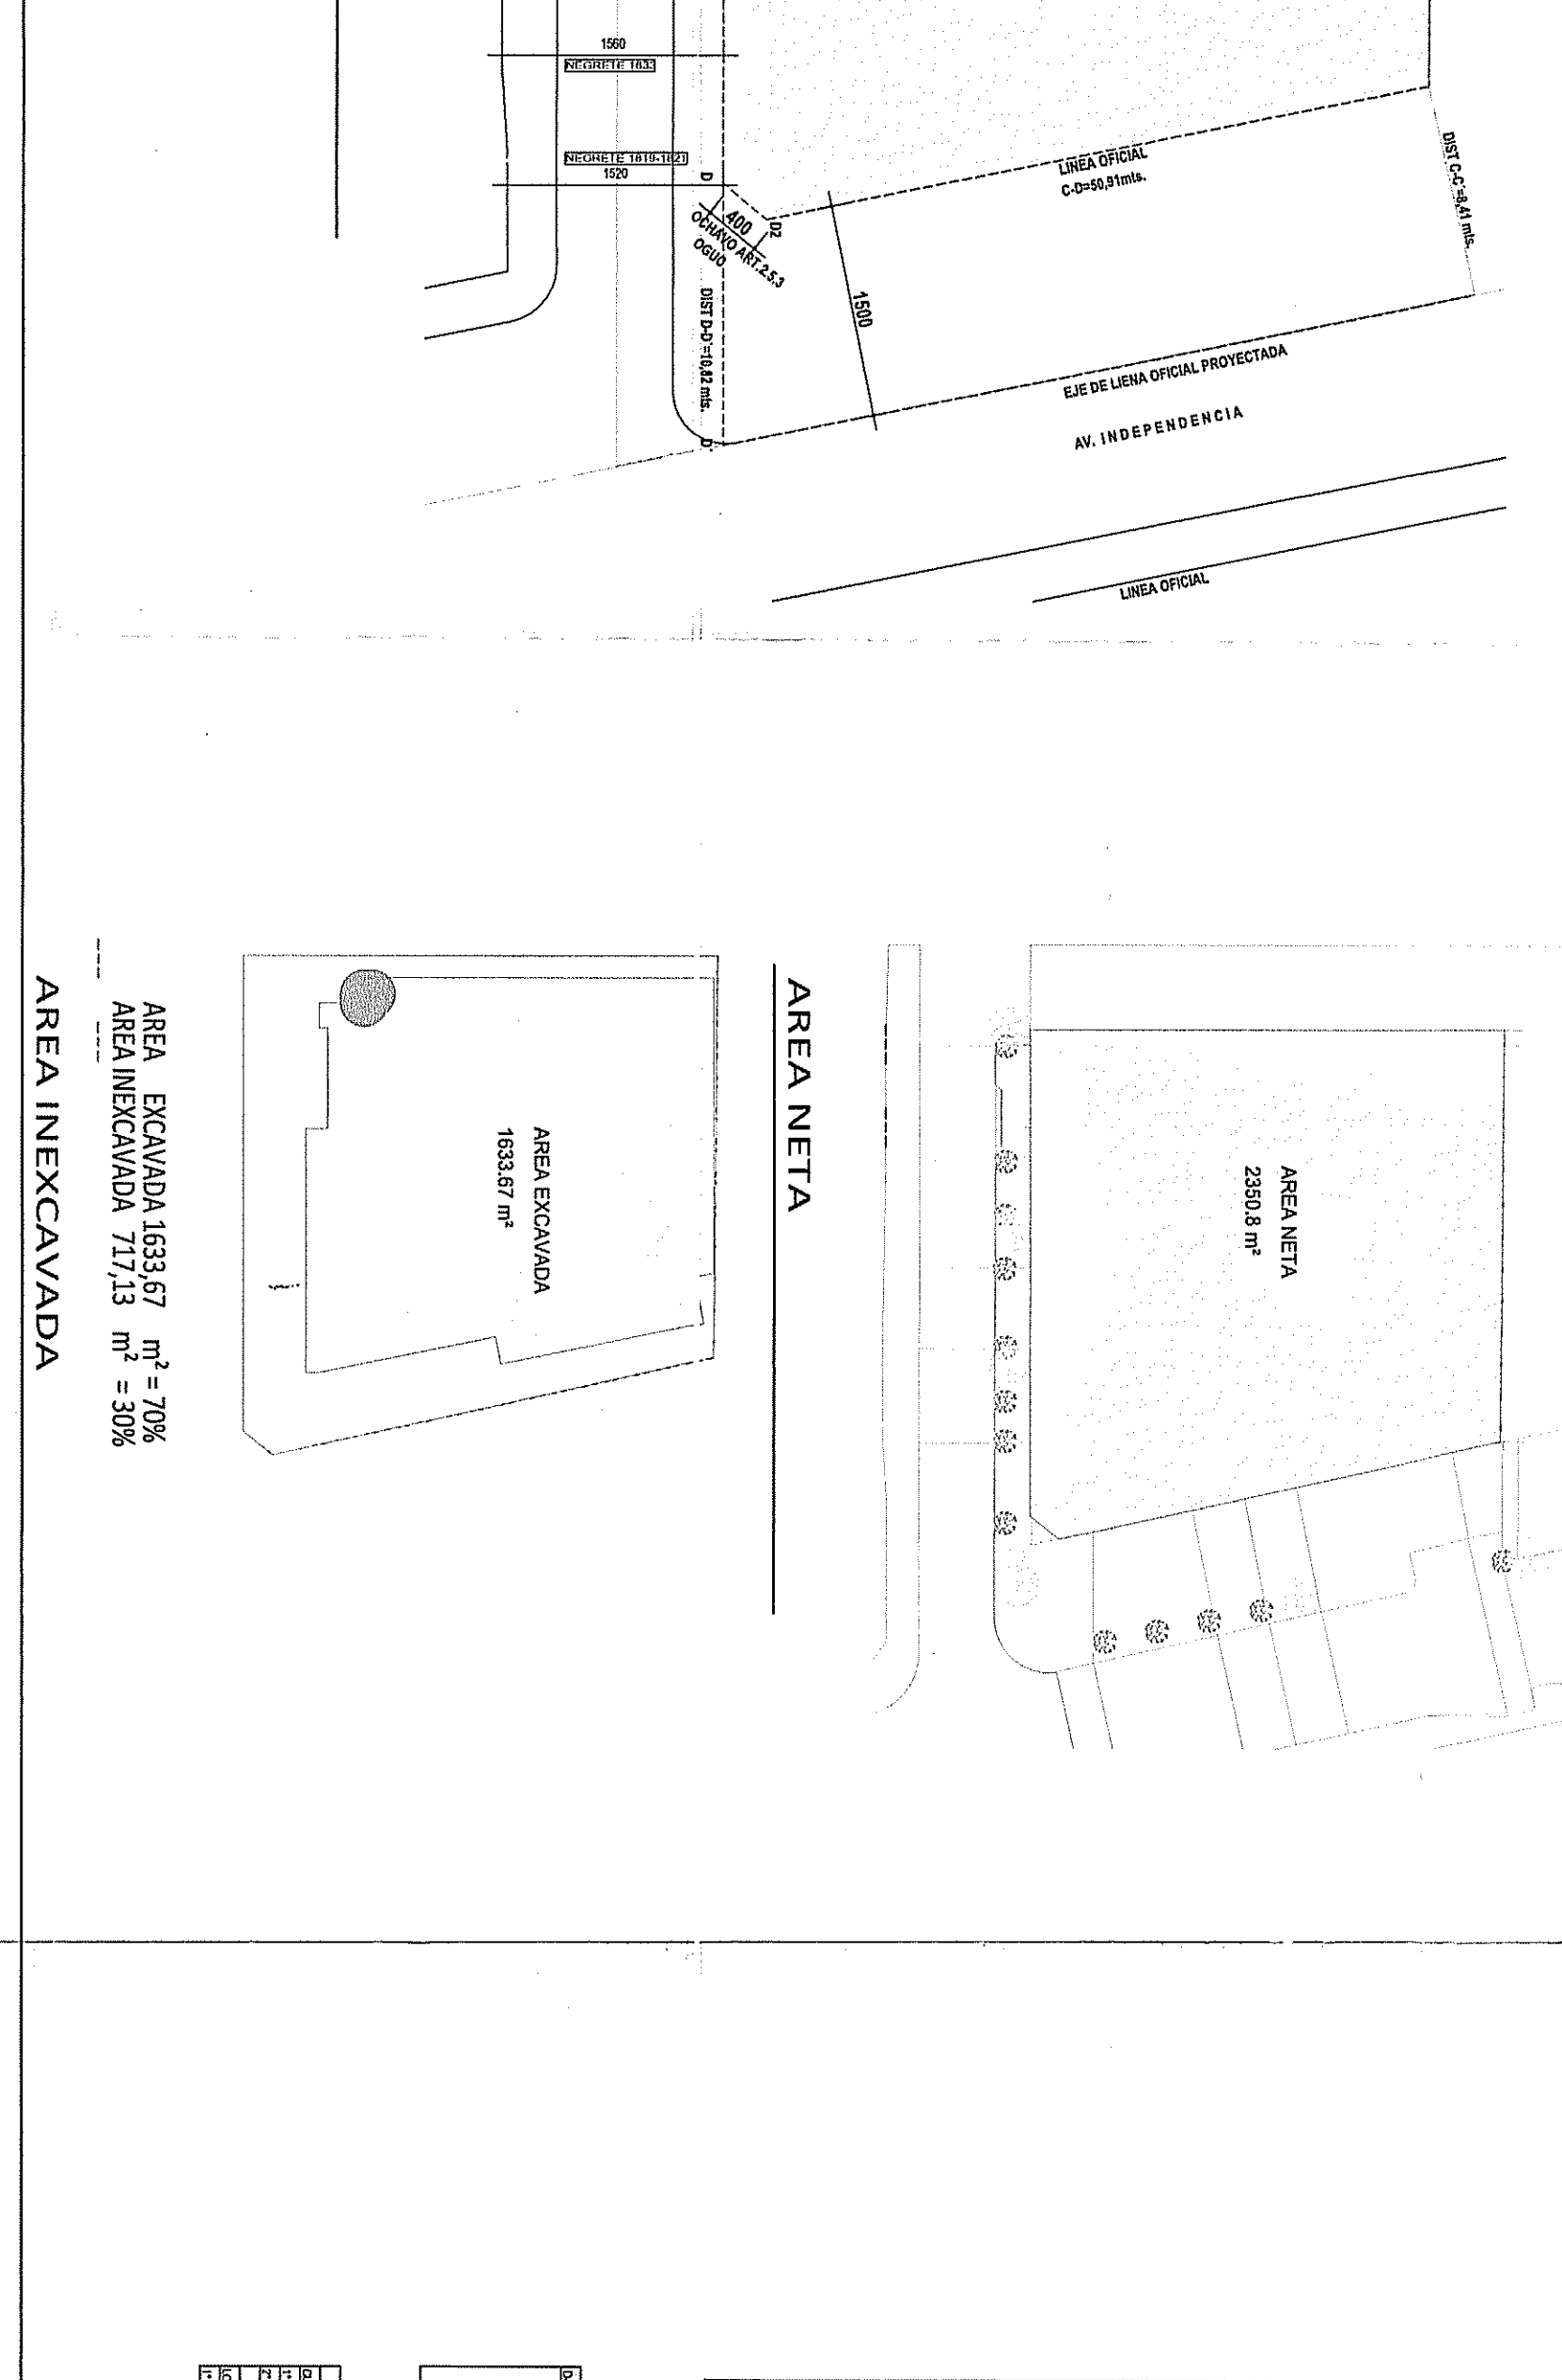 1560
NEGRETE 1833
NEGRETE 1819-1821
1520
D
D2
400
OCHAVO ART.2.5.3
OGUO
DIST D-D'=10,82 mts.
D'
1500
LINEA OFICIAL
C-D=50,91mts.
DIST C-C'=8,41 mts.
EJE DE LIENA OFICIAL PROYECTADA
AV. INDEPENDENCIA
LINEA OFICIAL
AREA NETA
2350.8 m²
AREA NETA
AREA EXCAVADA
1633.67 m²
AREA EXCAVADA 1633,67 m² = 70%
AREA INEXCAVADA 717,13 m² = 30%
AREA INEXCAVADA